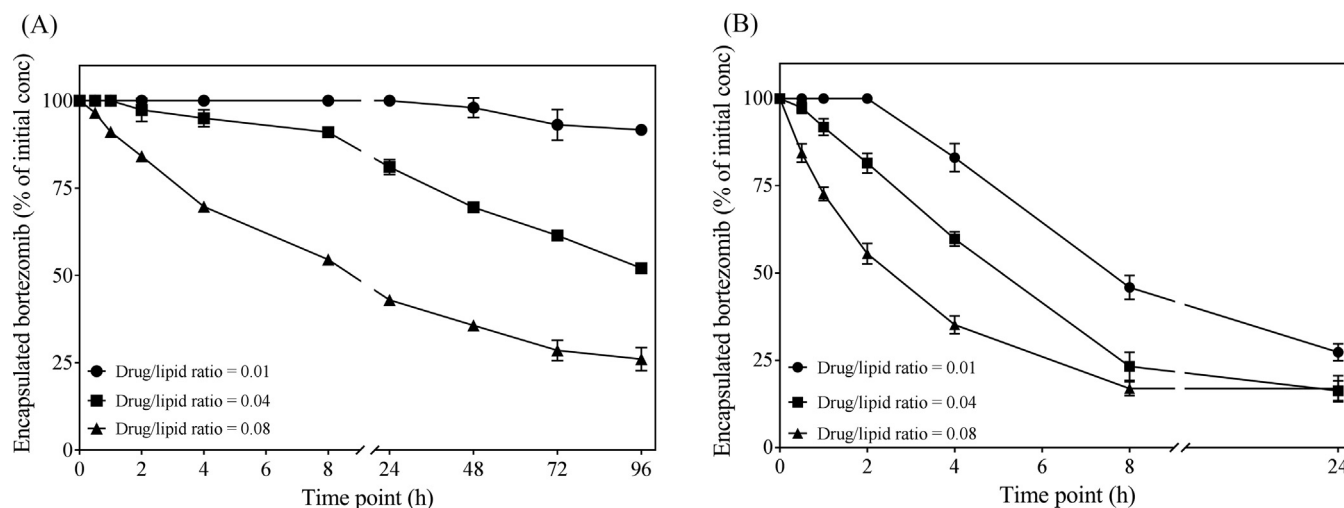 (A)
Encapsulated bortezomib (% of initial conc)
100
75
50
25
0
Drug/lipid ratio = 0.01
Drug/lipid ratio = 0.04
Drug/lipid ratio = 0.08
0 2 4 6 8 24 48 72 96
Time point (h)
(B)
Encapsulated bortezomib (% of initial conc)
100
75
50
25
0
Drug/lipid ratio = 0.01
Drug/lipid ratio = 0.04
Drug/lipid ratio = 0.08
0 2 4 6 8 24
Time point (h)